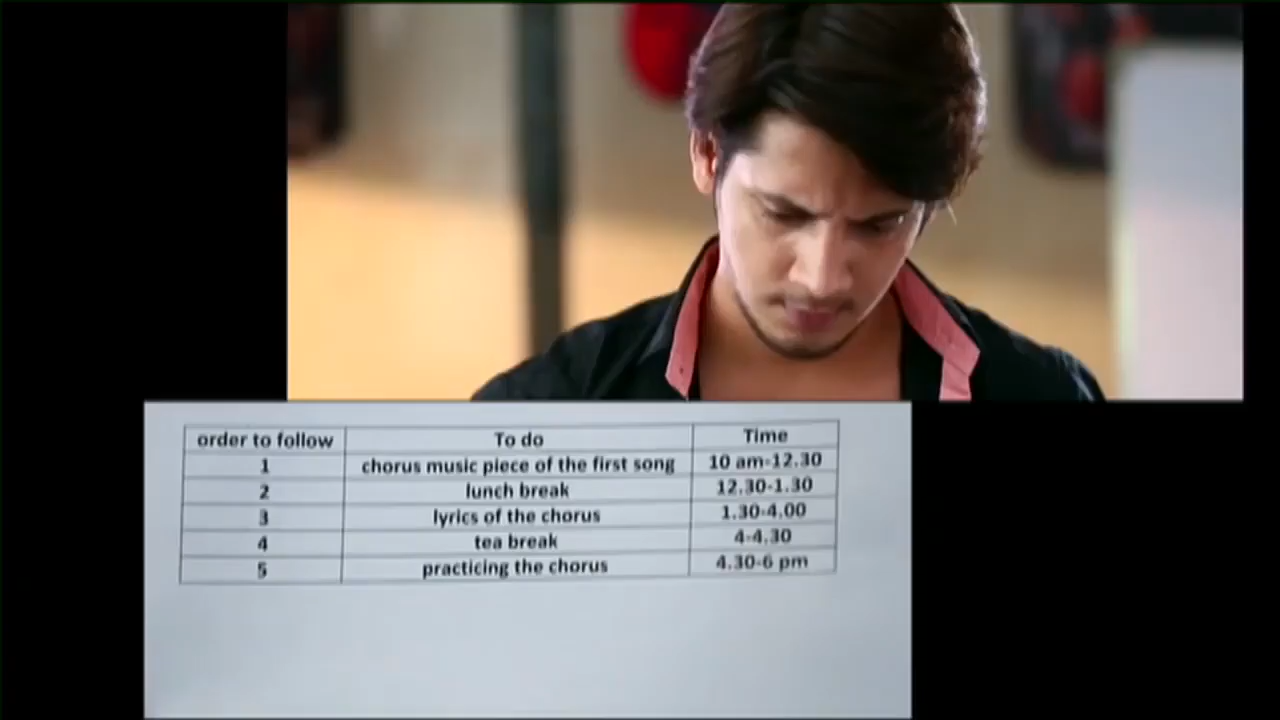 order to follow To do Time
1 chorus music piece of the first song 10 am-12.30
2 lunch break 12.30-1.30
3 lyrics of the chorus 1.30-4.00
4 tea break 4-4.30
5 practicing the chorus 4.30-6 pm